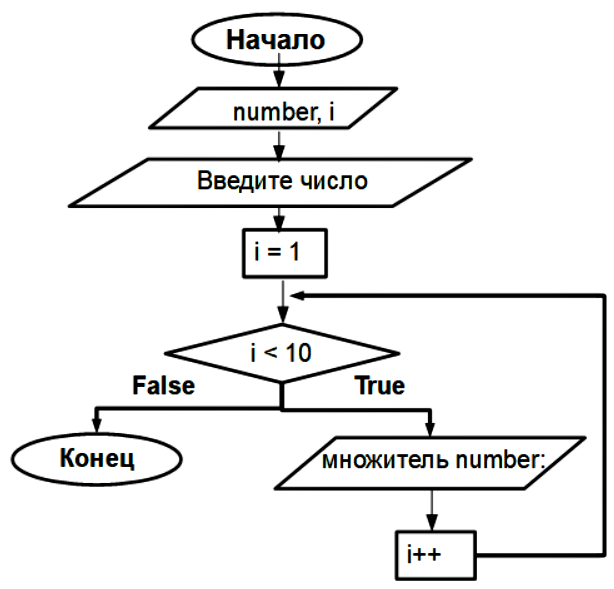 Начало
number, i
Введите число
i = 1
i < 10
False
True
Конец
множитель number:
i++